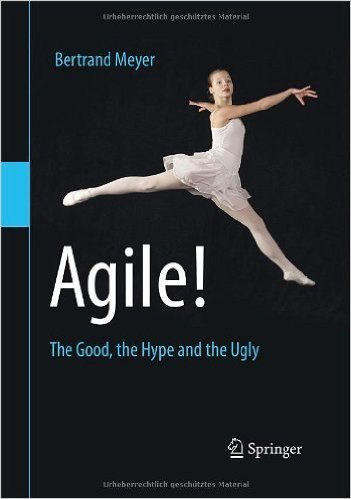 Urheberrechtlich geschütztes Material
Bertrand Meyer
Agile!
The Good, the Hype and the Ugly
Springer
Urheberrechtlich geschütztes Material